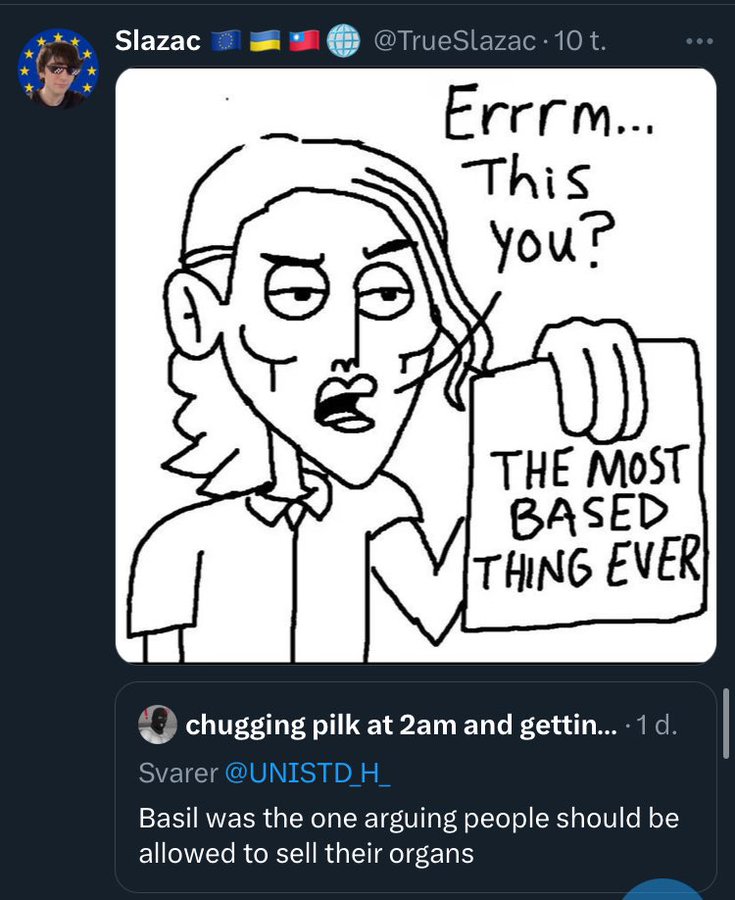 Slazac 🇪🇺🇺🇦🇹🇼🌐 @TrueSlazac · 10 t.
Errrm...
This
you?
THE MOST
BASED
THING EVER
chugging pilk at 2am and gettin... · 1 d.
Svarer @UNISTD_H_
Basil was the one arguing people should be
allowed to sell their organs